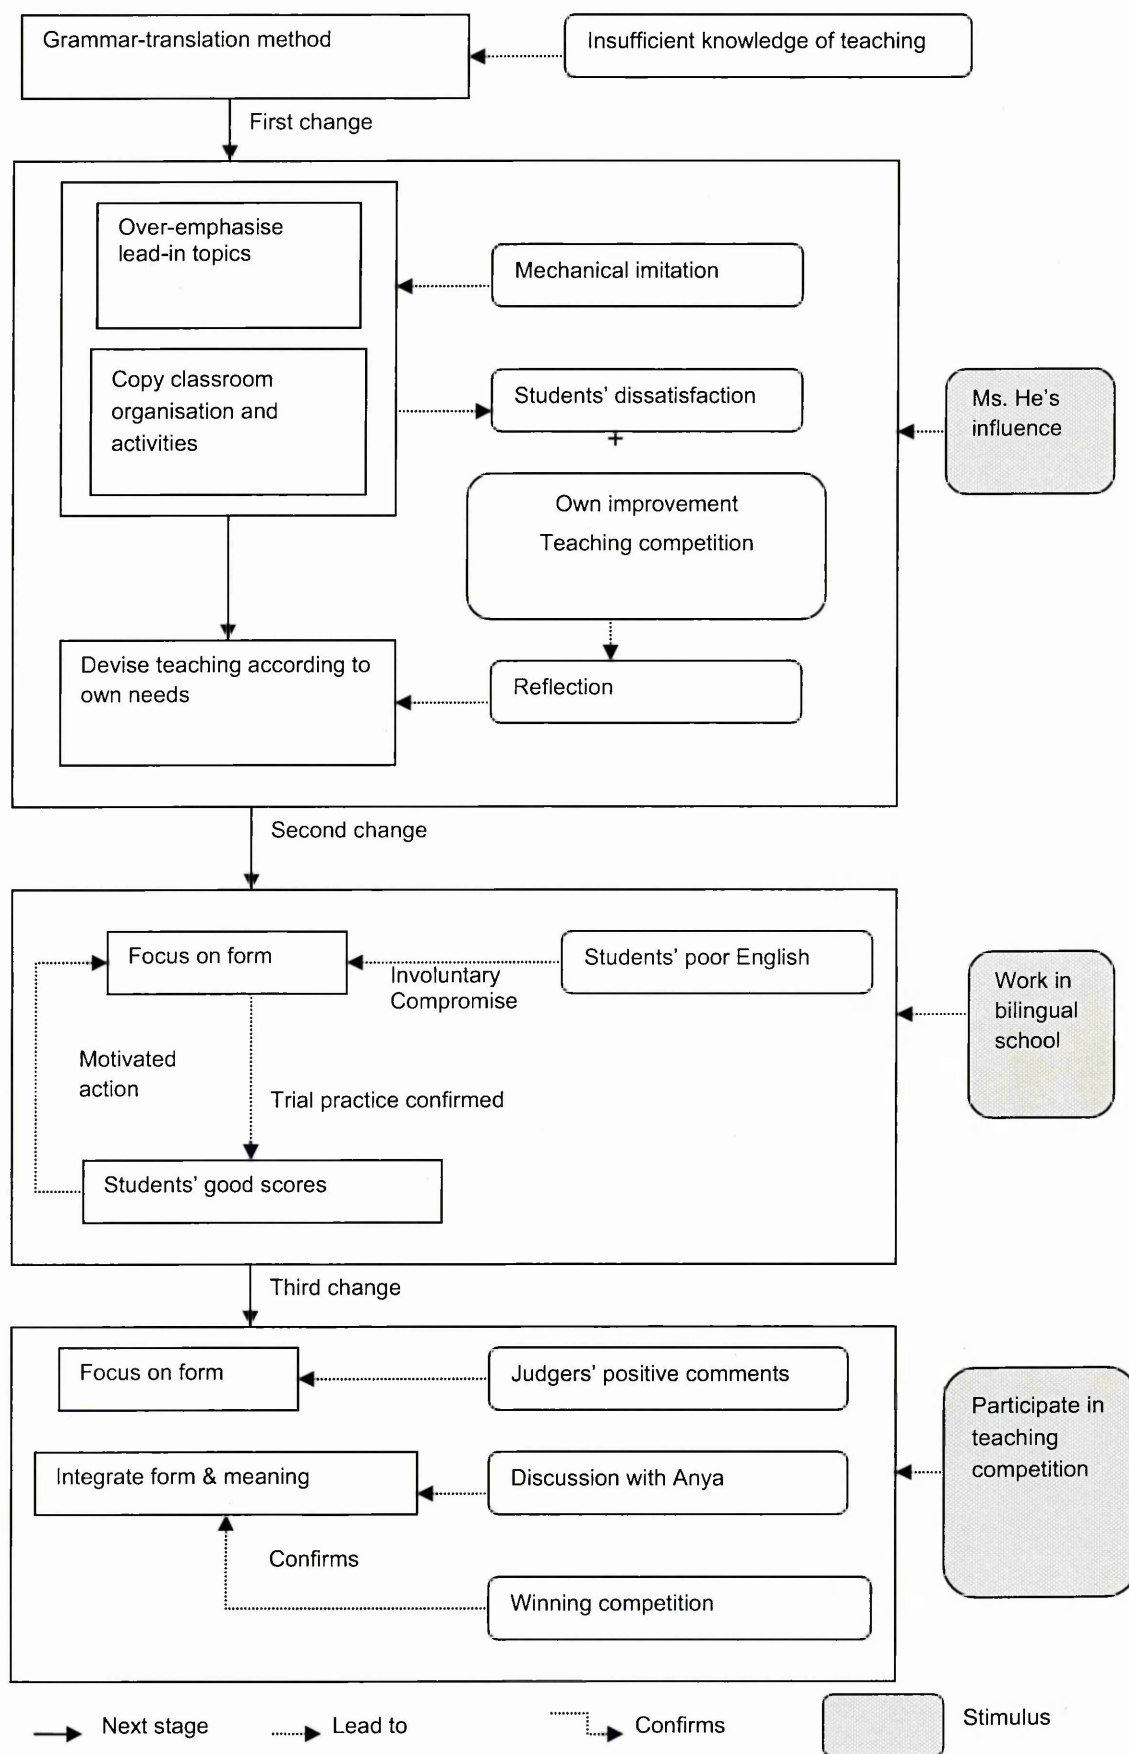 Grammar-translation method
Insufficient knowledge of teaching
First change
Over-emphasise
lead-in topics
Mechanical imitation
Copy classroom
organisation and
activities
Students' dissatisfaction
+
Ms. He's
influence
Own improvement
Teaching competition
Devise teaching according to
own needs
Reflection
Second change
Focus on form
Involuntary
Compromise
Students' poor English
Work in
bilingual
school
Motivated
action
Trial practice confirmed
Students' good scores
Third change
Focus on form
Judgers' positive comments
Participate in
teaching
competition
Integrate form & meaning
Discussion with Anya
Confirms
Winning competition
Next stage
Lead to
Confirms
Stimulus